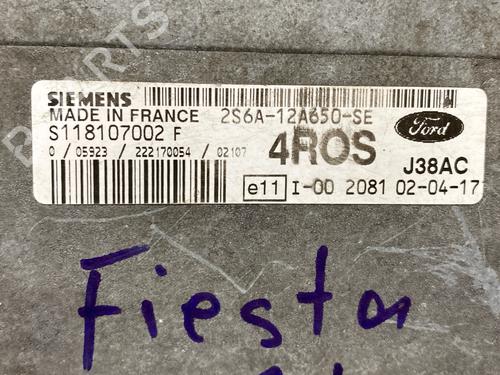 SIEMENS
MADE IN FRANCE 2S6A-12A650-SE
S118107002 F
Ford
4ROS
0 / 05923 / 222170054 / 02107
J38AC
e11 I-00 2081 02-04-17
Fiesta